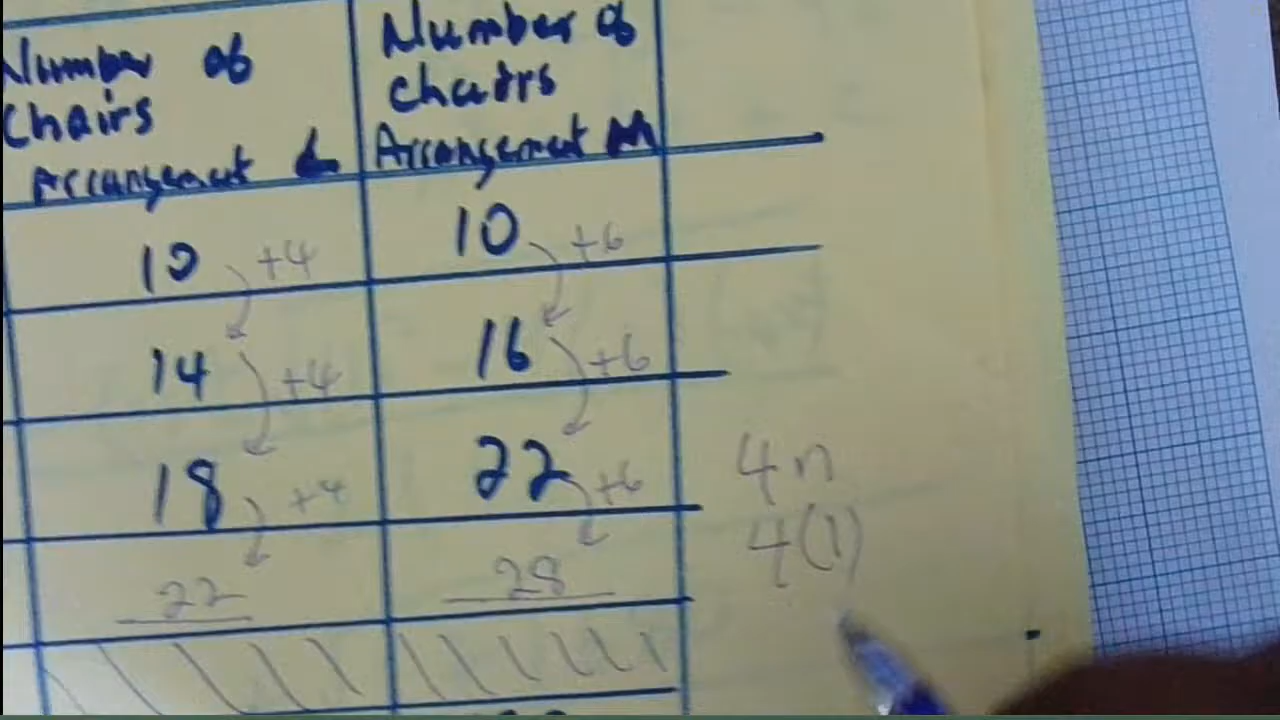 Number of
Chairs
Arrangement L
Number of
chairs
Arrangement M
10 +4
10 +6
14 +4
16 +6
18 +4
22 +6
22
28
4n
4(1)